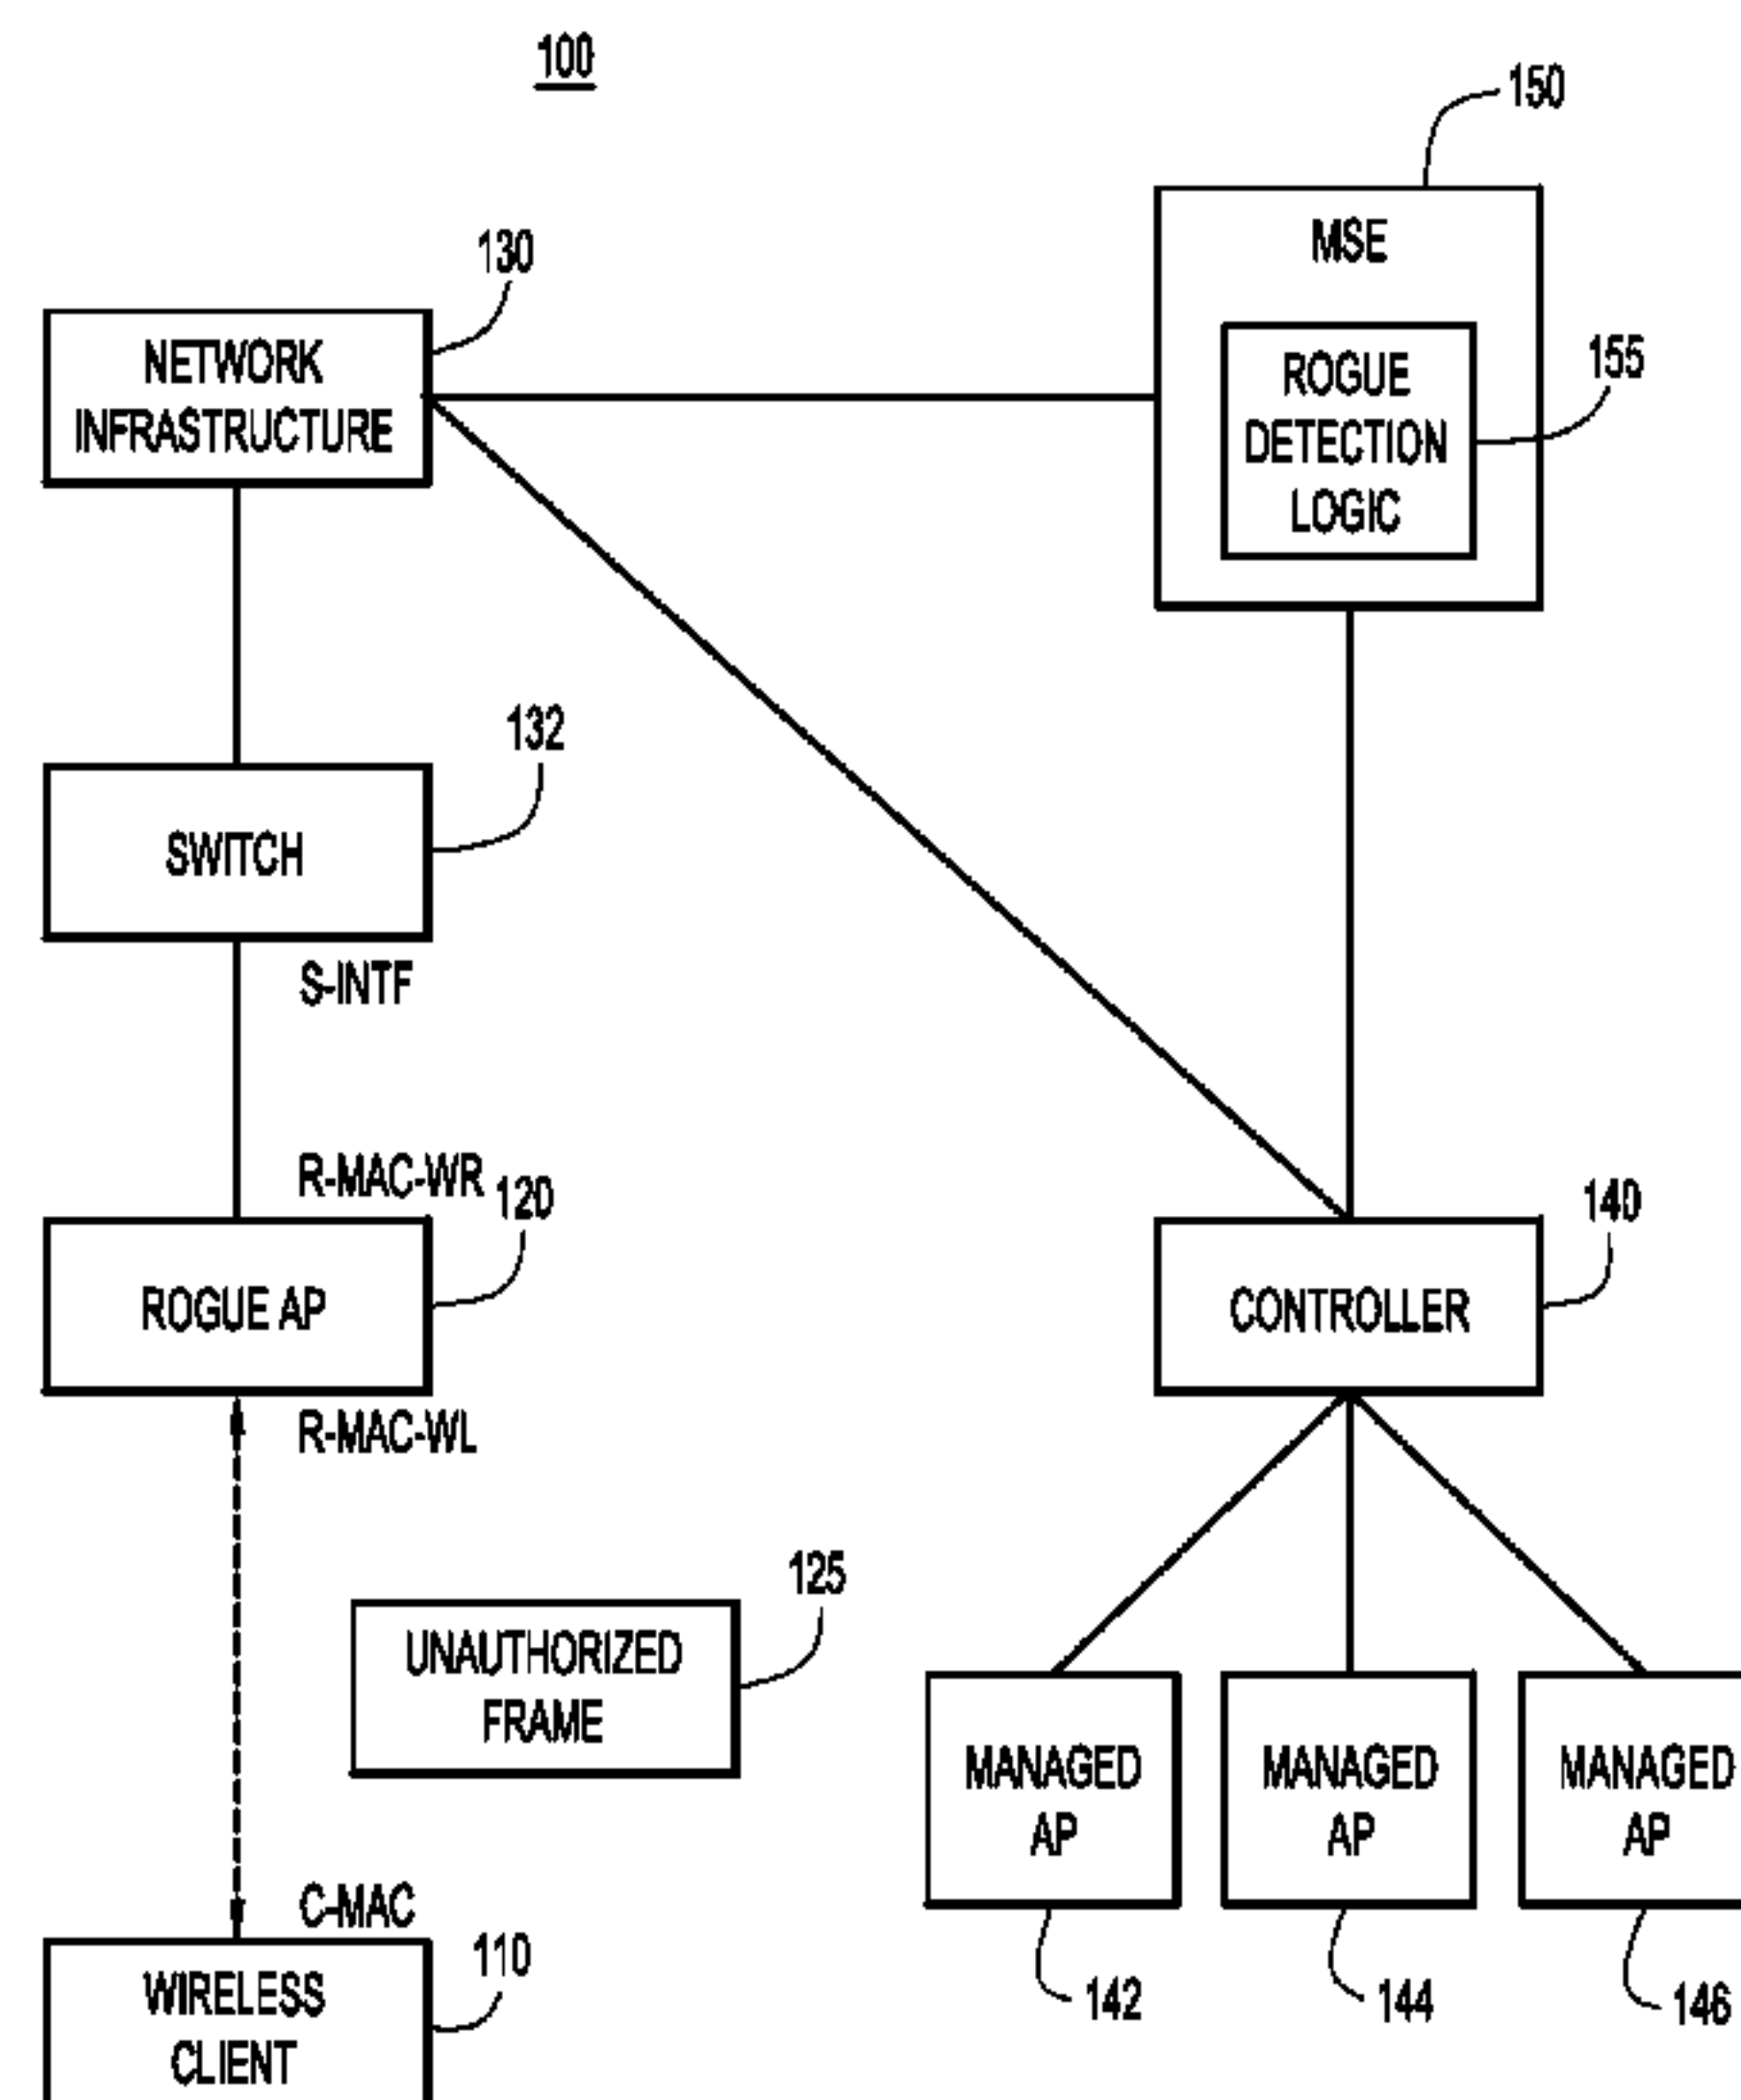 100
150
MSE
130
NETWORK
INFRASTRUCTURE
ROGUE
DETECTION
LOGIC
155
132
SWITCH
S-INTF
R-MAC-WR
120
ROGUE AP
R-MAC-WL
140
CONTROLLER
125
UNAUTHORIZED
FRAME
MANAGED
AP
MANAGED
AP
MANAGED
AP
C-MAC
110
WIRELESS
CLIENT
142
144
146